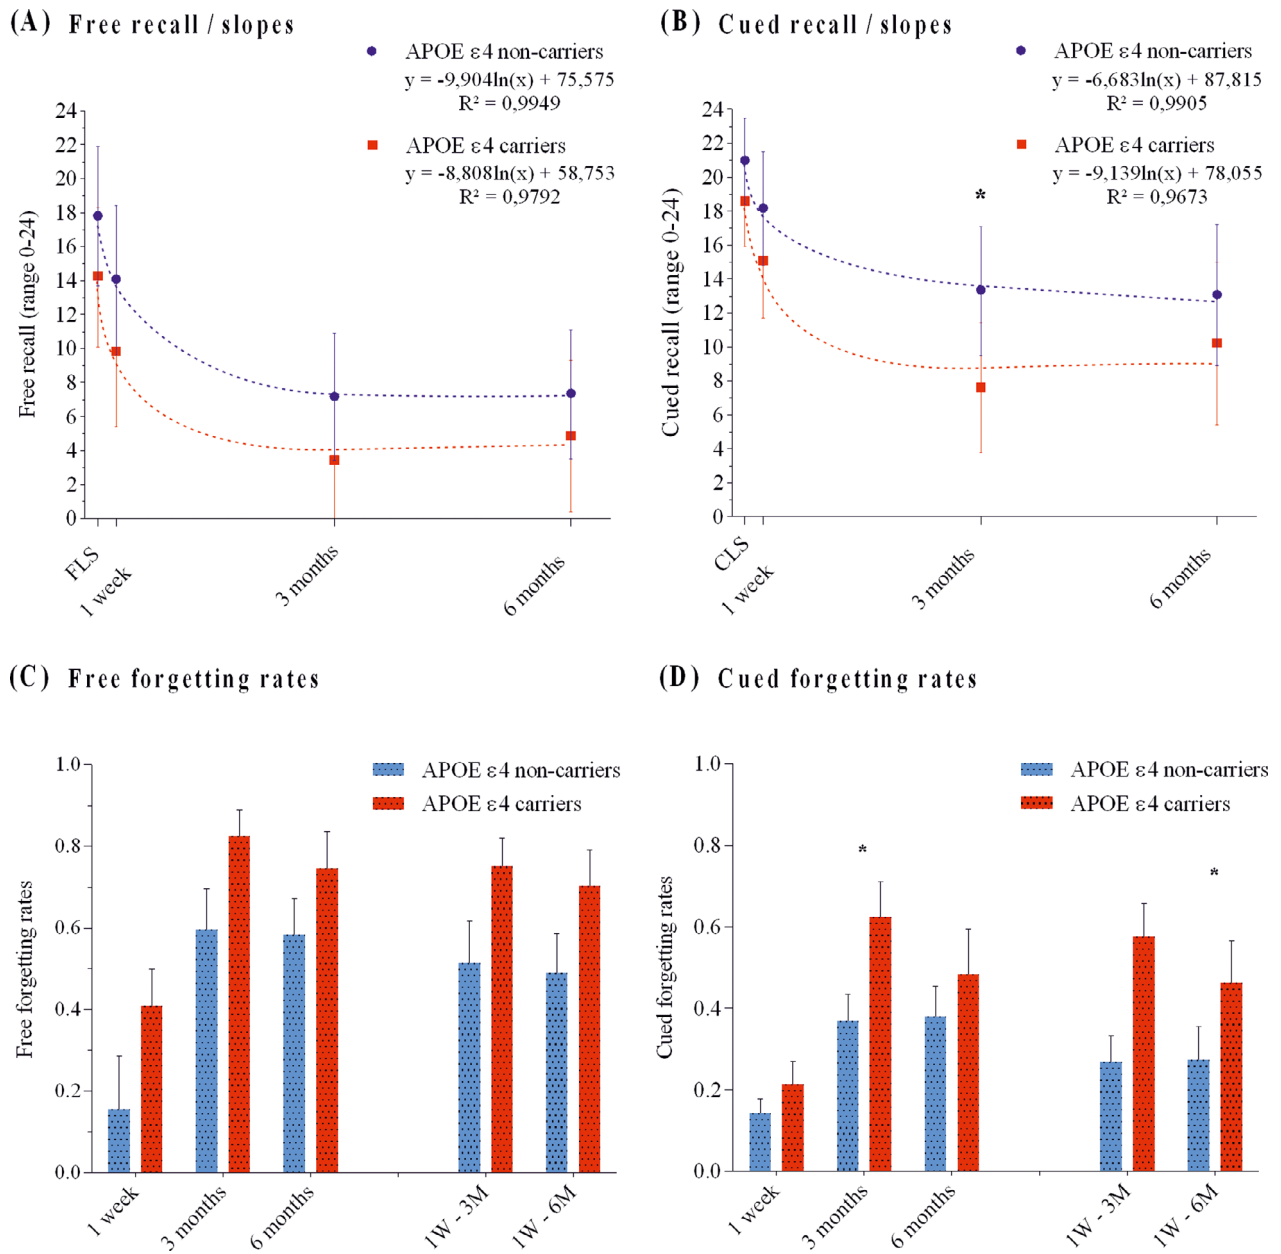 (A) Free recall / slopes
APOE ε4 non-carriers
y = -9,904ln(x) + 75,575
R² = 0,9949
APOE ε4 carriers
y = -8,808ln(x) + 58,753
R² = 0,9792
Free recall (range 0-24)
24
22
20
18
16
14
12
10
8
6
4
2
0
FLS
1 week
3 months
6 months
(B) Cued recall / slopes
APOE ε4 non-carriers
y = -6,683ln(x) + 87,815
R² = 0,9905
APOE ε4 carriers
y = -9,139ln(x) + 78,055
R² = 0,9673
*
Cued recall (range 0-24)
24
22
20
18
16
14
12
10
8
6
4
2
0
CLS
1 week
3 months
6 months
(C) Free forgetting rates
APOE ε4 non-carriers
APOE ε4 carriers
Free forgetting rates
1.0
0.8
0.6
0.4
0.2
0.0
1 week
3 months
6 months
1W - 3M
1W - 6M
(D) Cued forgetting rates
APOE ε4 non-carriers
APOE ε4 carriers
*
*
Cued forgetting rates
1.0
0.8
0.6
0.4
0.2
0.0
1 week
3 months
6 months
1W - 3M
1W - 6M